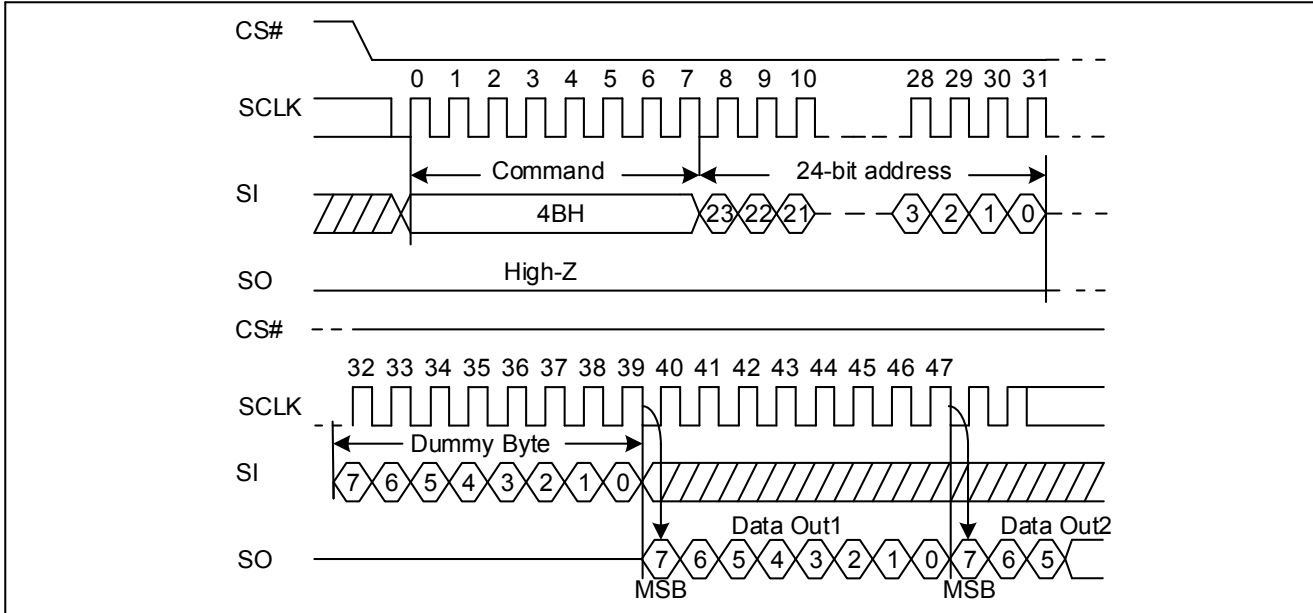 CS#
0 1 2 3 4 5 6 7 8 9 10 28 29 30 31
SCLK
Command 24-bit address
SI
4BH 23 22 21 3 2 1 0
High-Z
SO
CS#
32 33 34 35 36 37 38 39 40 41 42 43 44 45 46 47
SCLK
Dummy Byte
SI
7 6 5 4 3 2 1 0
Data Out1 Data Out2
SO
7 6 5 4 3 2 1 0 7 6 5
MSB MSB